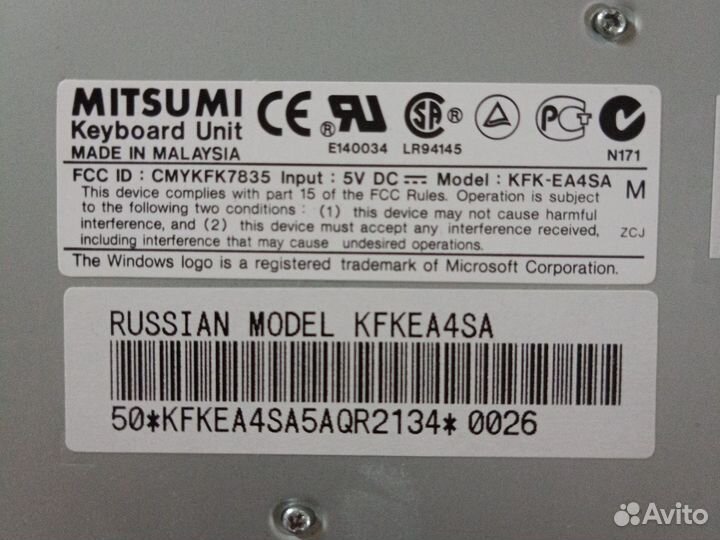 MITSUMI
Keyboard Unit
MADE IN MALAYSIA
CE ® UR ® SA ® PG
E140034 LR94145 N171
FCC ID : CMYKFK7835 Input : 5V DC Model : KFK-EA4SA
This device complies with part 15 of the FCC Rules. Operation is subject
to the following two conditions : (1) this device may not cause harmful
interference, and (2) this device must accept any interference received,
including interference that may cause undesired operations.
M
ZCJ
The Windows logo is a registered trademark of Microsoft Corporation.
RUSSIAN MODEL KFKEA4SA
50*KFKEA4SA5AQR2134* 0026
Avito